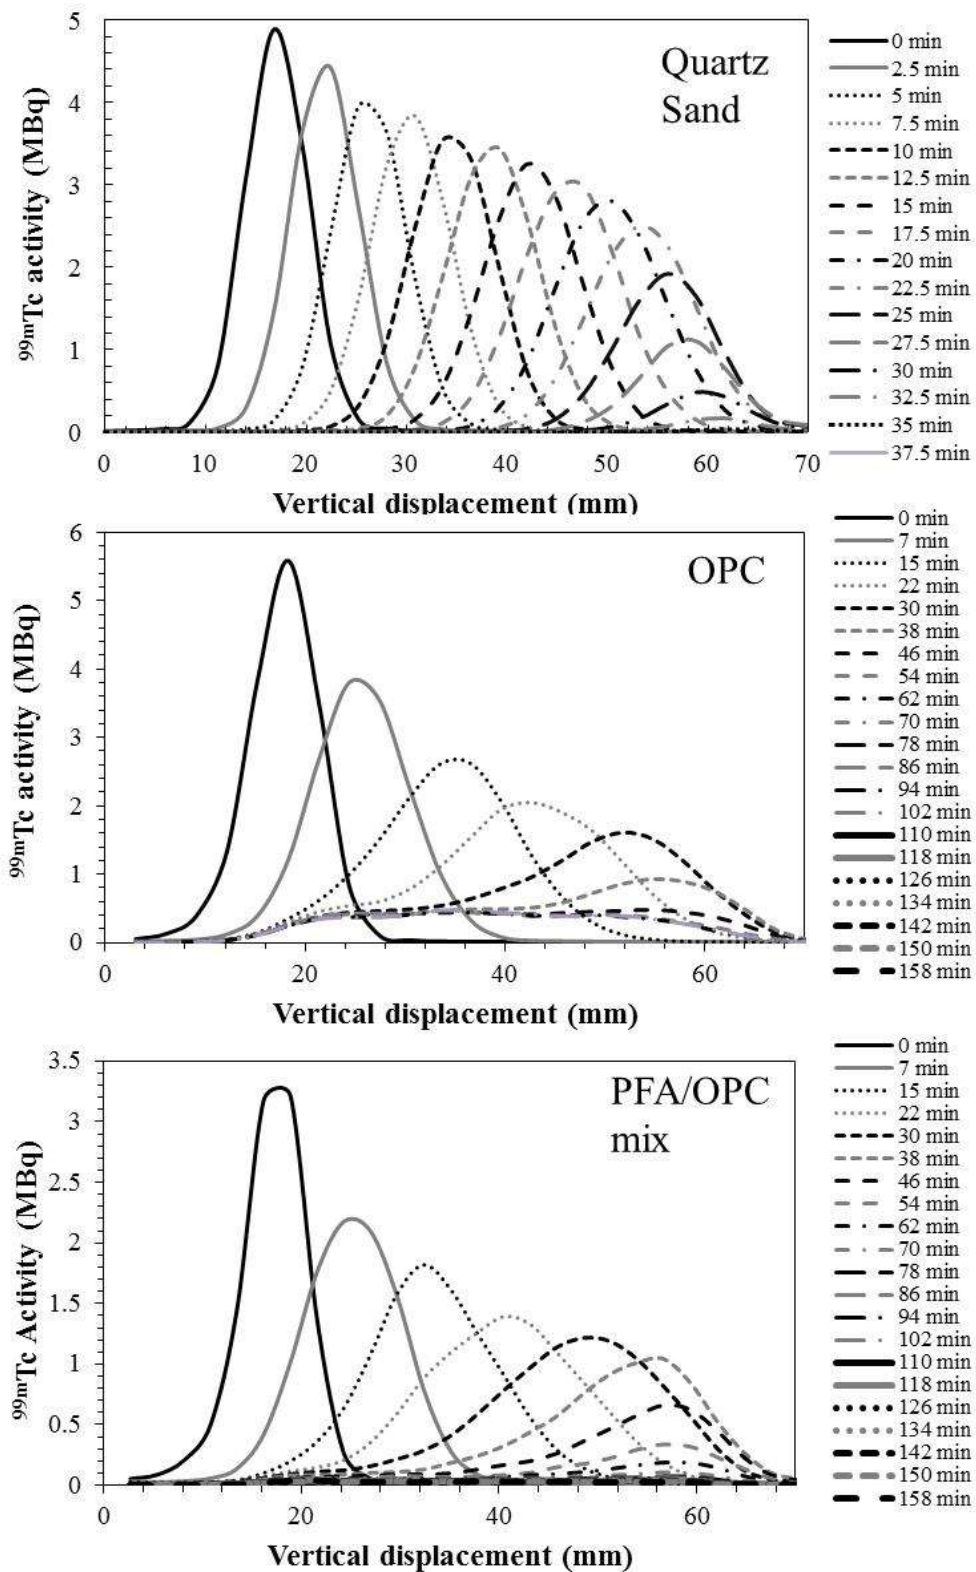 5
4
3
2
1
0
0 10 20 30 40 50 60 70
⁹⁹ᵐTc activity (MBq)
Vertical displacement (mm)
Quartz
Sand
0 min
2.5 min
5 min
7.5 min
10 min
12.5 min
15 min
17.5 min
20 min
22.5 min
25 min
27.5 min
30 min
32.5 min
35 min
37.5 min
6
5
4
3
2
1
0
0 20 40 60
⁹⁹ᵐTc activity (MBq)
Vertical displacement (mm)
OPC
0 min
7 min
15 min
22 min
30 min
38 min
46 min
54 min
62 min
70 min
78 min
86 min
94 min
102 min
110 min
118 min
126 min
134 min
142 min
150 min
158 min
3.5
3
2.5
2
1.5
1
0.5
0
0 20 40 60
⁹⁹ᵐTc Activity (MBq)
Vertical displacement (mm)
PFA/OPC
mix
0 min
7 min
15 min
22 min
30 min
38 min
46 min
54 min
62 min
70 min
78 min
86 min
94 min
102 min
110 min
118 min
126 min
134 min
142 min
150 min
158 min